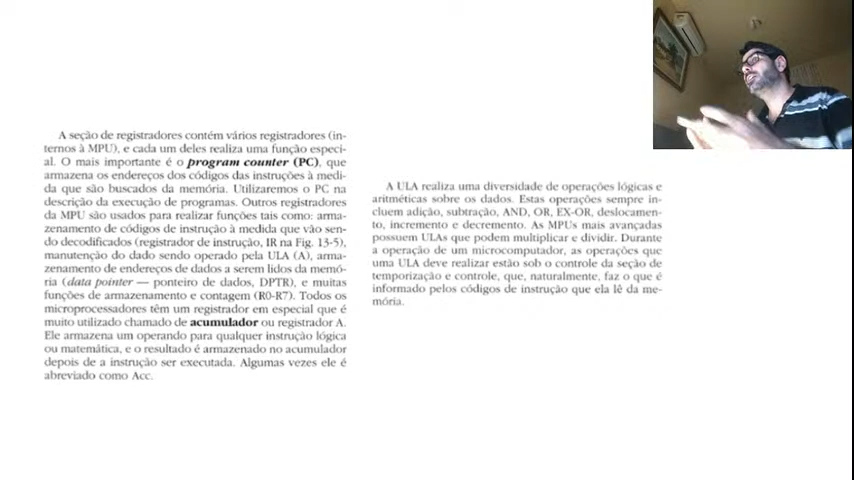 A seção de registradores contém vários registradores (in-
ternos à MPU), e cada um deles realiza uma função especi-
al. O mais importante é o program counter (PC), que
armazena os endereços dos códigos das instruções à medi-
da que são buscados da memória. Utilizaremos o PC na
descrição da execução de programas. Outros registradores
da MPU são usados para realizar funções tais como: arma-
zenamento de códigos de instrução à medida que vão sen-
do decodificados (registrador de instrução, IR na Fig. 13-5),
manutenção do dado sendo operado pela ULA (A), arma-
zenamento de endereços de dados a serem lidos da memó-
ria (data pointer — ponteiro de dados, DPTR), e muitas
funções de armazenamento e contagem (R0-R7). Todos os
microprocessadores têm um registrador em especial que é
muito utilizado chamado de acumulador ou registrador A.
Ele armazena um operando para qualquer instrução lógica
ou matemática, e o resultado é armazenado no acumulador
depois de a instrução ser executada. Algumas vezes ele é
abreviado como Acc.
A ULA realiza uma diversidade de operações lógicas e
aritméticas sobre os dados. Estas operações sempre in-
cluem adição, subtração, AND, OR, EX-OR, deslocamen-
to, incremento e decremento. As MPUs mais avançadas
possuem ULAs que podem multiplicar e dividir. Durante
a operação de um microcomputador, as operações que
uma ULA deve realizar estão sob o controle da seção de
temporização e controle, que, naturalmente, faz o que é
informado pelos códigos de instrução que ela lê da me-
mória.